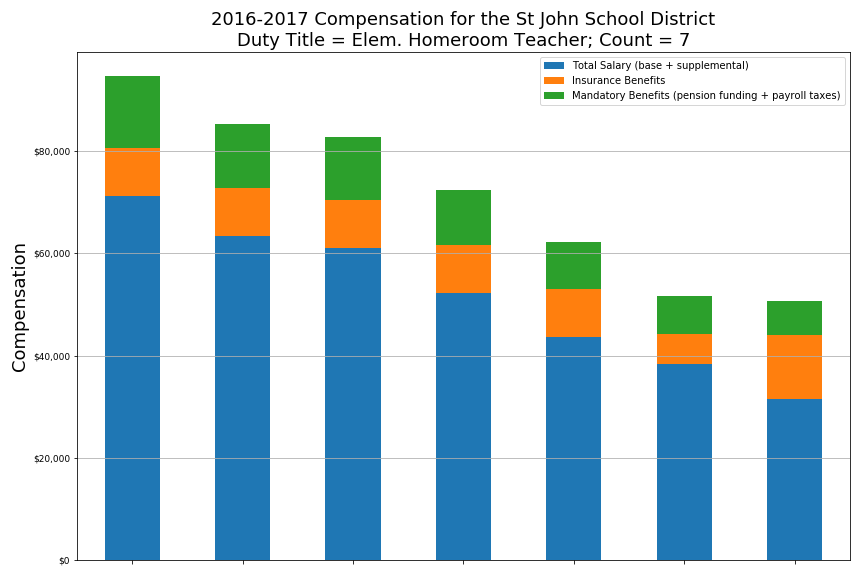 2016-2017 Compensation for the St John School District
Duty Title = Elem. Homeroom Teacher; Count = 7
Total Salary (base + supplemental)
Insurance Benefits
Mandatory Benefits (pension funding + payroll taxes)
Compensation
$80,000
$60,000
$40,000
$20,000
$0